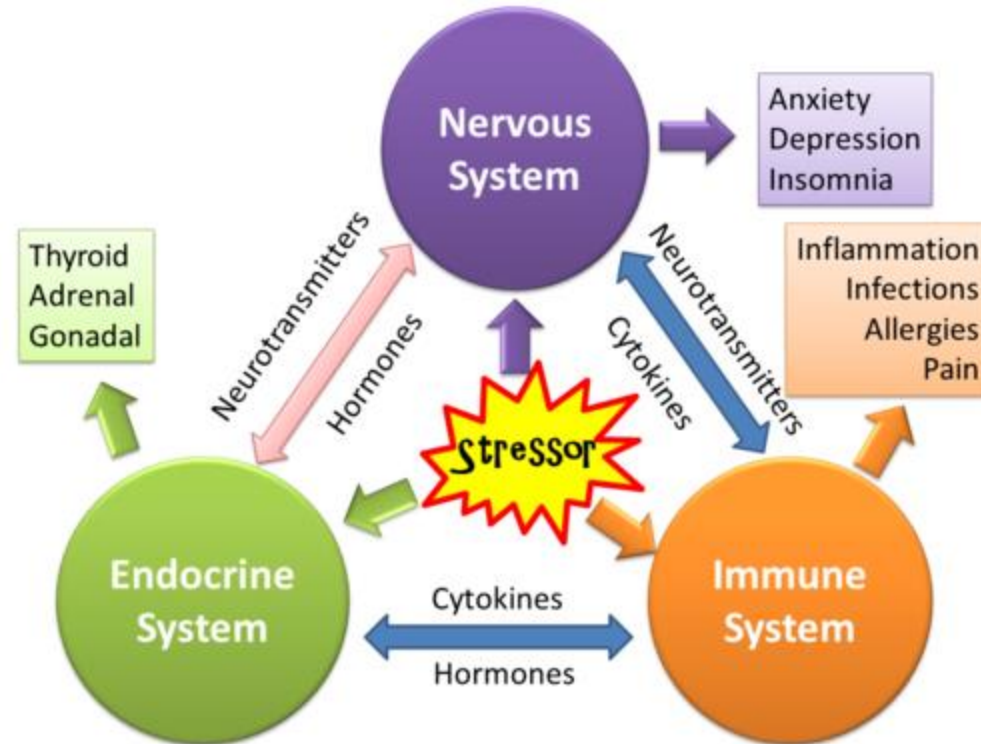 Nervous
System
Anxiety
Depression
Insomnia
Thyroid
Adrenal
Gonadal
Neurotransmitters
Hormones
Neurotransmitters
Cytokines
Inflammation
Infections
Allergies
Pain
stressor
Endocrine
System
Cytokines
Hormones
Immune
System